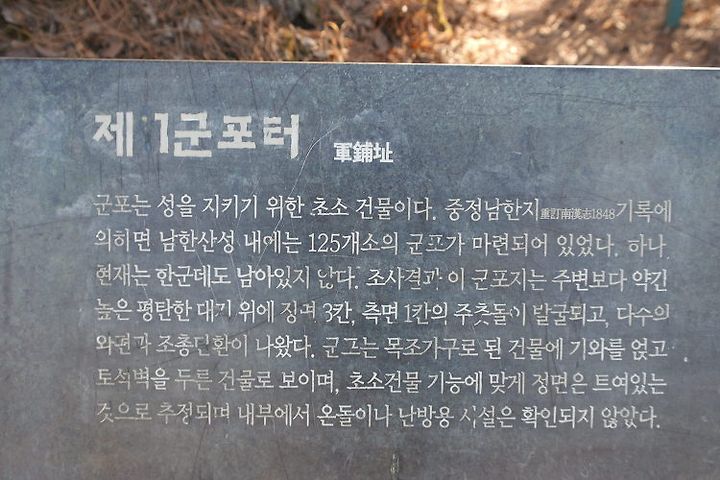 제1군포터 軍鋪址
군포는 성을 지키기 위한 초소 건물이다. 중정남한지重訂南漢志1848기록에
의하면 남한산성 내에는 125개소의 군포가 마련되어 있었다. 하나
현재는 한군데도 남아있지 않다. 조사결과 이 군포지는 주변보다 약간
높은 평탄한 대지 위에 정면 3칸, 측면 1칸의 주춧돌이 발굴되고, 다수의
와편과 조총탄환이 나왔다. 군포는 목조가구로 된 건물에 기와를 얹고
토석벽을 두른 건물로 보이며, 초소건물 기능에 맞게 정면은 트여있는
것으로 추정되며 내부에서 온돌이나 난방용 시설은 확인되지 않았다.